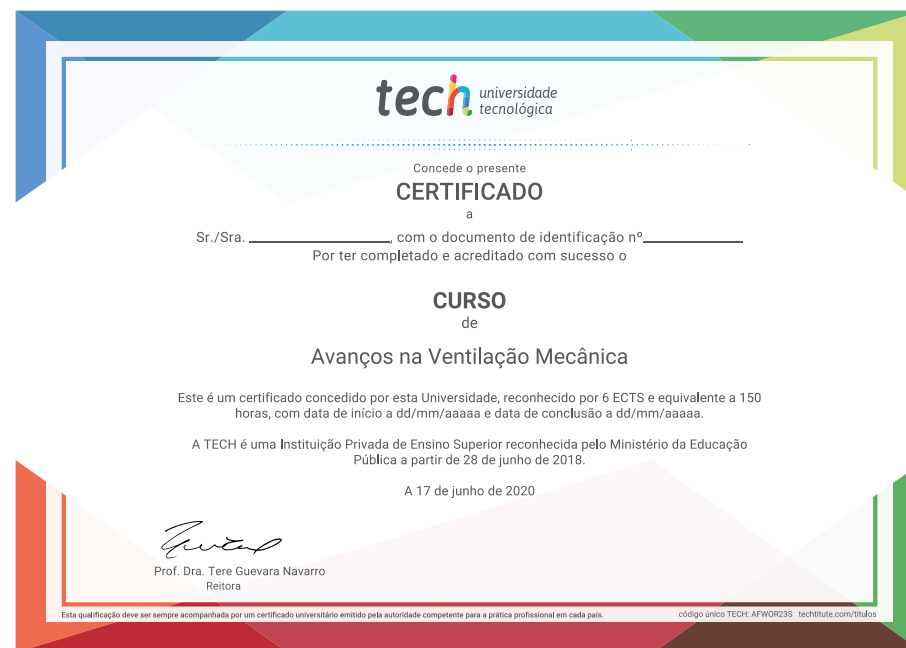 tech universidade
tecnológica
Concede o presente
CERTIFICADO
a
Sr./Sra. ________________, com o documento de identificação nº____________
Por ter completado e acreditado com sucesso o
CURSO
de
Avanços na Ventilação Mecânica
Este é um certificado concedido por esta Universidade, reconhecido por 6 ECTS e equivalente a 150
horas, com data de início a dd/mm/aaaaa e data de conclusão a dd/mm/aaaaa.
A TECH é uma Instituição Privada de Ensino Superior reconhecida pelo Ministério da Educação
Pública a partir de 28 de junho de 2018.
A 17 de junho de 2020
Prof. Dra. Tere Guevara Navarro
Reitora
Esta qualificação deve ser sempre acompanhada por um certificado universitário emitido pela autoridade competente para a prática profissional em cada país.
código único TECH: AFWOR23S techtitute.com/titulos